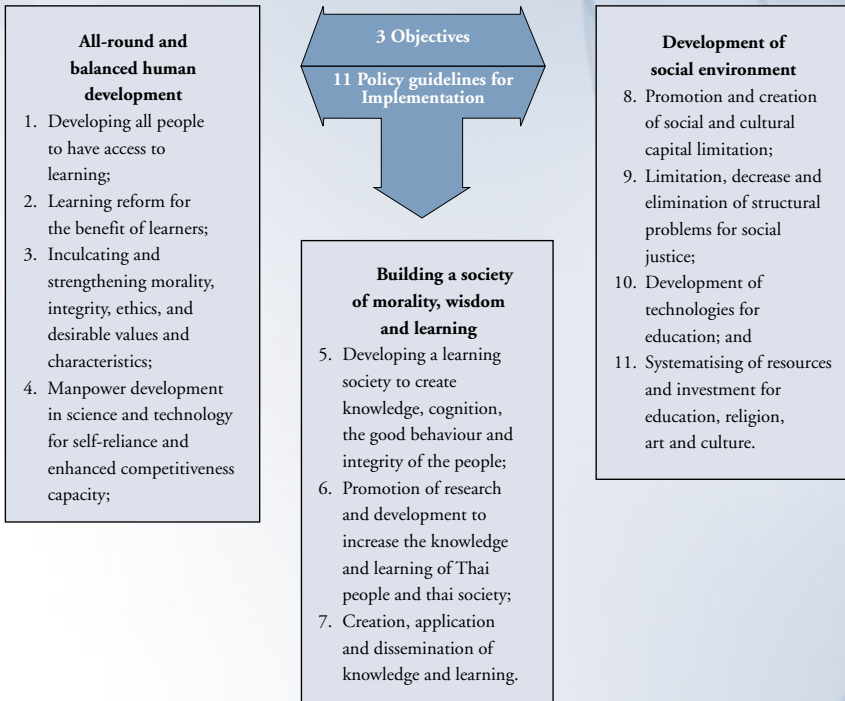 3 Objectives
11 Policy guidelines for
Implementation
All-round and
balanced human
development
1. Developing all people
to have access to
learning;
2. Learning reform for
the benefit of learners;
3. Inculcating and
strengthening morality,
integrity, ethics, and
desirable values and
characteristics;
4. Manpower development
in science and technology
for self-reliance and
enhanced competitiveness
capacity;
Building a society
of morality, wisdom
and learning
5. Developing a learning
society to create
knowledge, cognition,
the good behaviour and
integrity of the people;
6. Promotion of research
and development to
increase the knowledge
and learning of Thai
people and thai society;
7. Creation, application
and dissemination of
knowledge and learning.
Development of
social environment
8. Promotion and creation
of social and cultural
capital limitation;
9. Limitation, decrease and
elimination of structural
problems for social
justice;
10. Development of
technologies for
education; and
11. Systematising of resources
and investment for
education, religion,
art and culture.